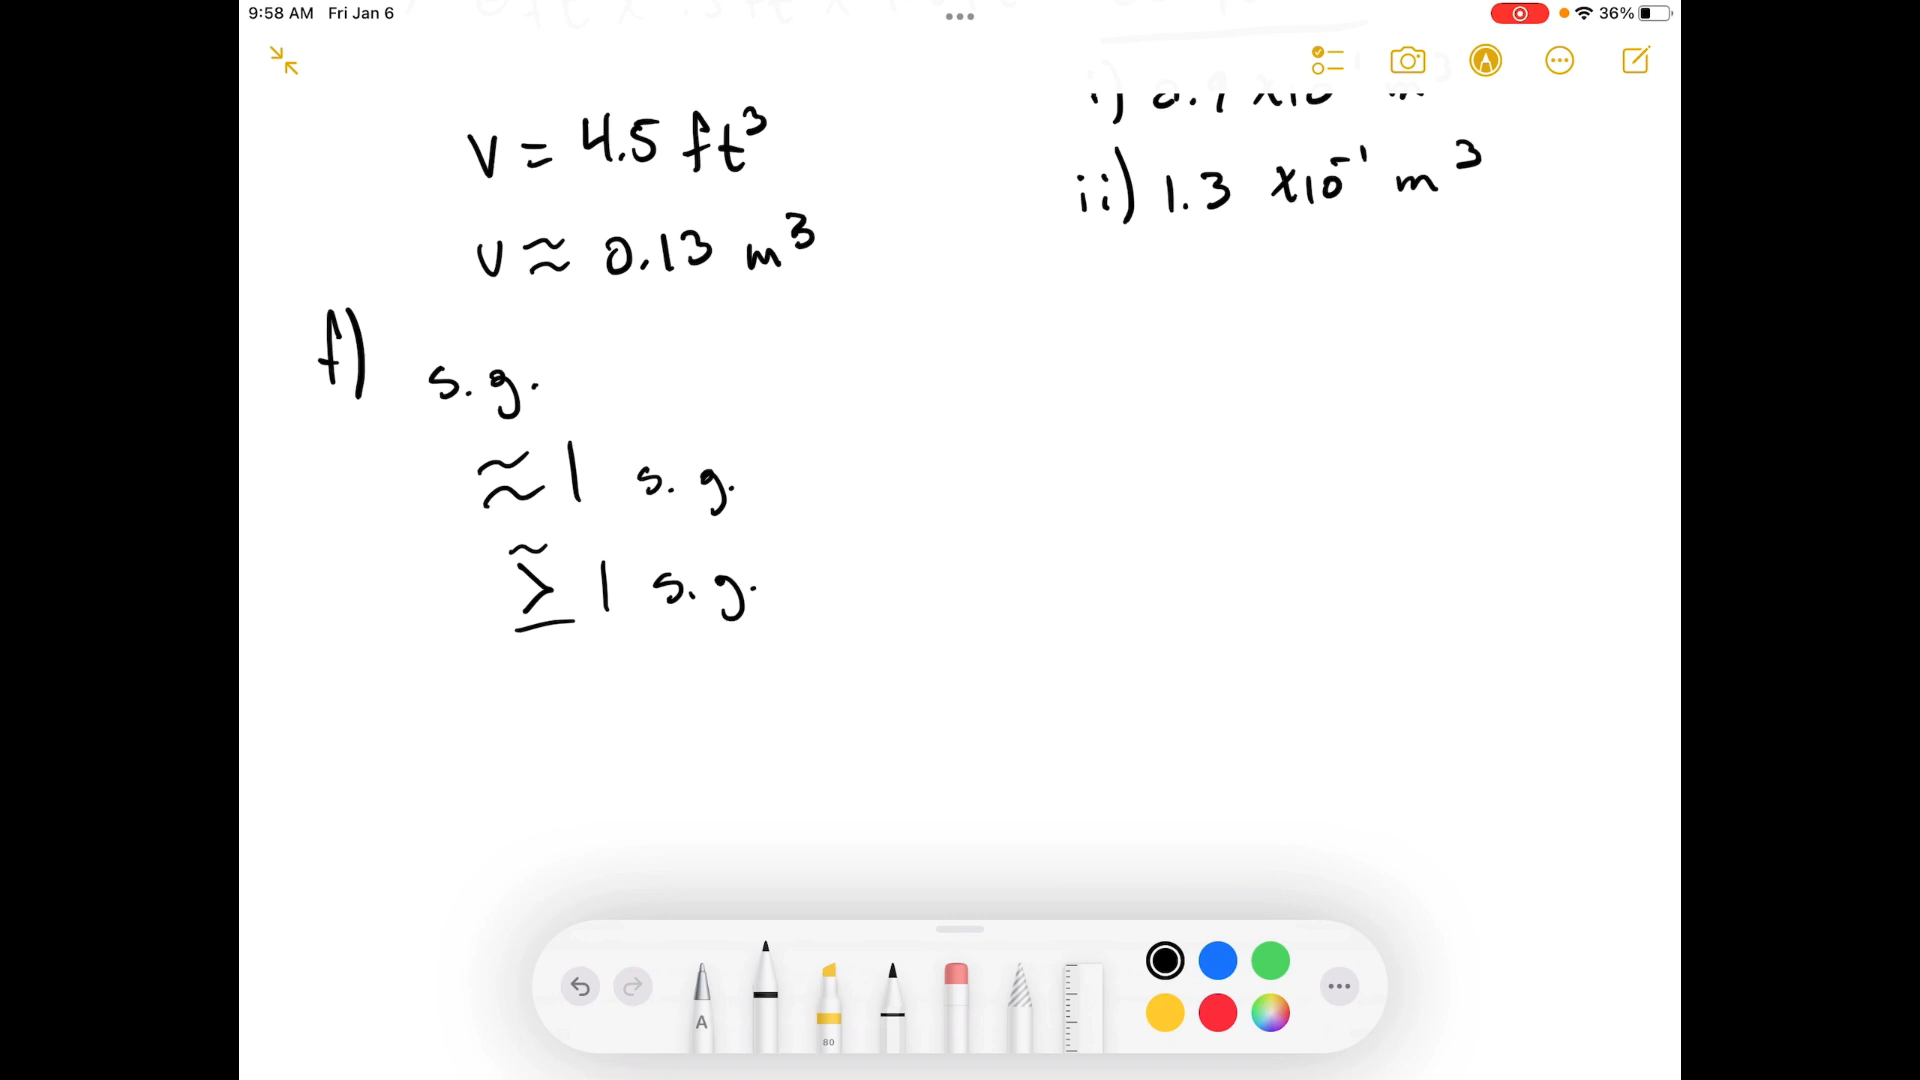 9:58 AM Fri Jan 6
36%
V = 4.5 ft³
V ≈ 0.13 m³
ii) 1.3 x10⁻¹ m³
f)
s.g.
≈ 1 s.g.
≳ 1 s.g.
A
80